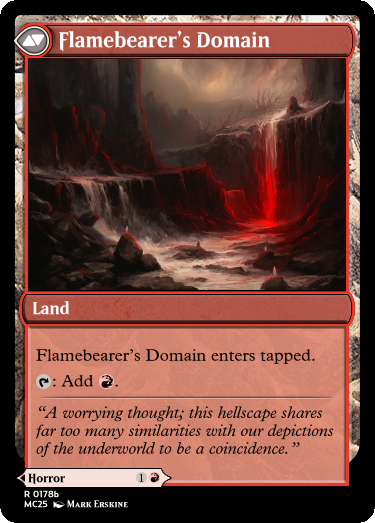 Flamebearer's Domain
Land
Flamebearer's Domain enters tapped.
: Add .
“A worrying thought; this hellscape shares
far too many similarities with our depictions
of the underworld to be a coincidence.”
Horror 1
R 0178b
MC25 Mark Erskine